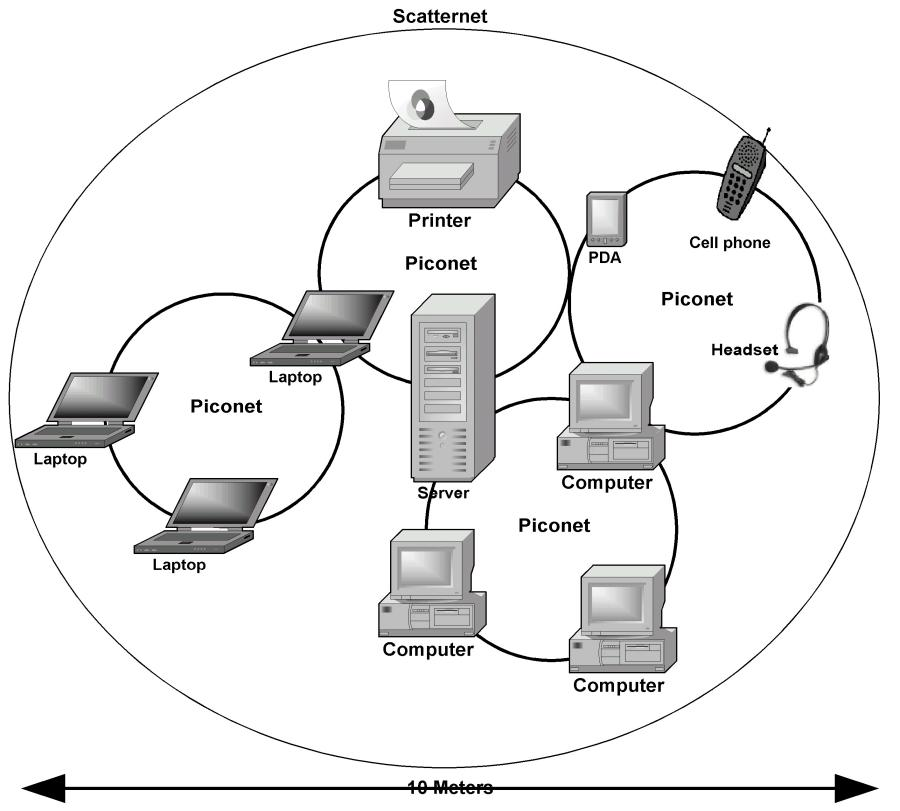 Scatternet
Printer
Piconet
PDA
Cell phone
Piconet
Headset
Laptop
Piconet
Laptop
Laptop
Server
Computer
Piconet
Computer
Computer
10 Meters